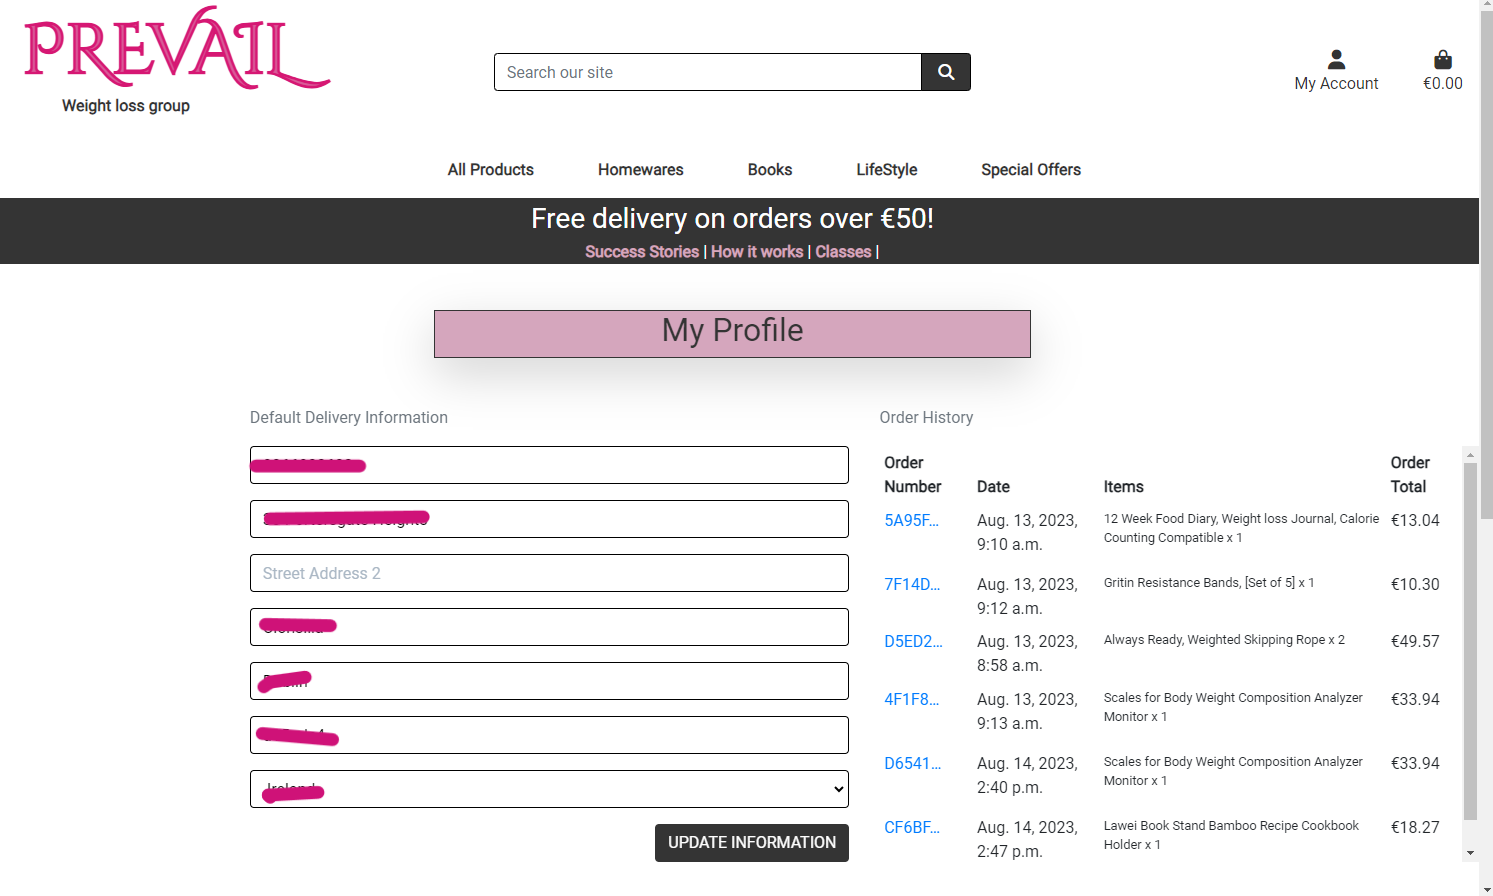 PREVAIL
Weight loss group
Search our site
My Account
€0.00
All Products
Homewares
Books
LifeStyle
Special Offers
Free delivery on orders over €50!
Success Stories | How it works | Classes |
My Profile
Default Delivery Information
Street Address 2
UPDATE INFORMATION
Order History
Order Number
Date
Items
Order Total
5A95F...
Aug. 13, 2023,
9:10 a.m.
12 Week Food Diary, Weight loss Journal, Calorie
Counting Compatible x 1
€13.04
7F14D...
Aug. 13, 2023,
9:12 a.m.
Gritin Resistance Bands, [Set of 5] x 1
€10.30
D5ED2...
Aug. 13, 2023,
8:58 a.m.
Always Ready, Weighted Skipping Rope x 2
€49.57
4F1F8...
Aug. 13, 2023,
9:13 a.m.
Scales for Body Weight Composition Analyzer
Monitor x 1
€33.94
D6541...
Aug. 14, 2023,
2:40 p.m.
Scales for Body Weight Composition Analyzer
Monitor x 1
€33.94
CF6BF...
Aug. 14, 2023,
2:47 p.m.
Lawei Book Stand Bamboo Recipe Cookbook
Holder x 1
€18.27